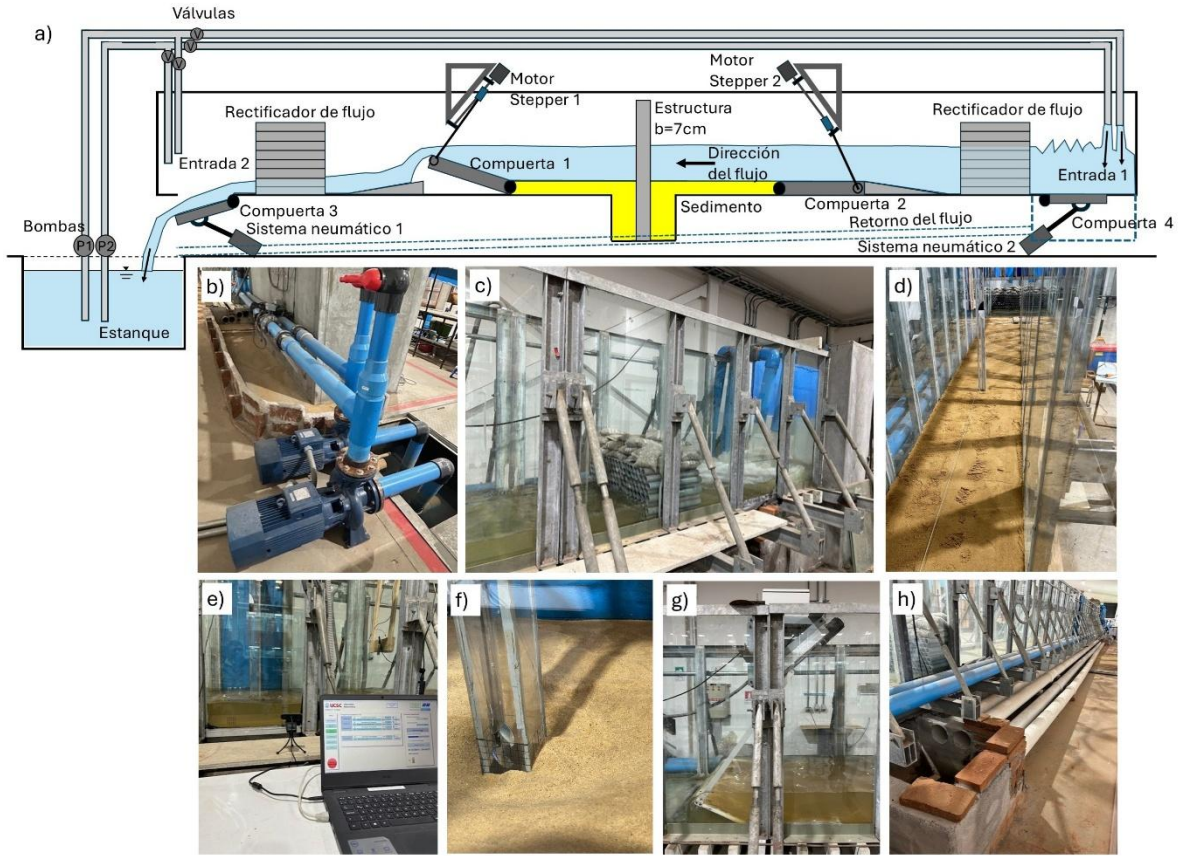 Válvulas
a)
V
V
V
V
Motor
Stepper 1
Motor
Stepper 2
Rectificador de flujo
Estructura
b=7cm
Rectificador de flujo
Entrada 2
Compuerta 1
Dirección
del flujo
Entrada 1
Compuerta 3
Sedimento
Compuerta 2
Compuerta 4
Bombas
Sistema neumático 1
Retorno del flujo
P1
P2
Sistema neumático 2
Estanque
b)
c)
d)
e)
f)
g)
h)
UCSC